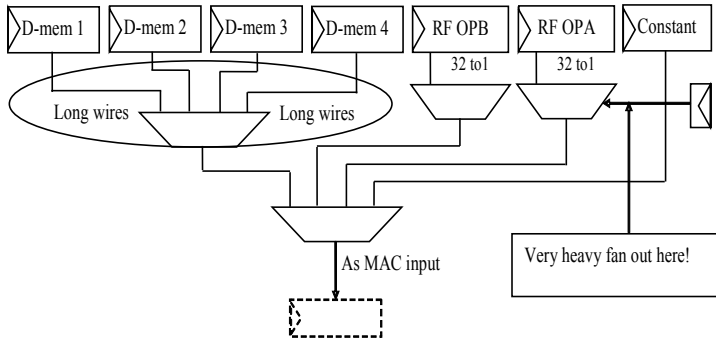 D-mem 1
D-mem 2
D-mem 3
D-mem 4
RF OPB
RF OPA
Constant
32 to1
32 to1
Long wires
Long wires
Very heavy fan out here!
As MAC input